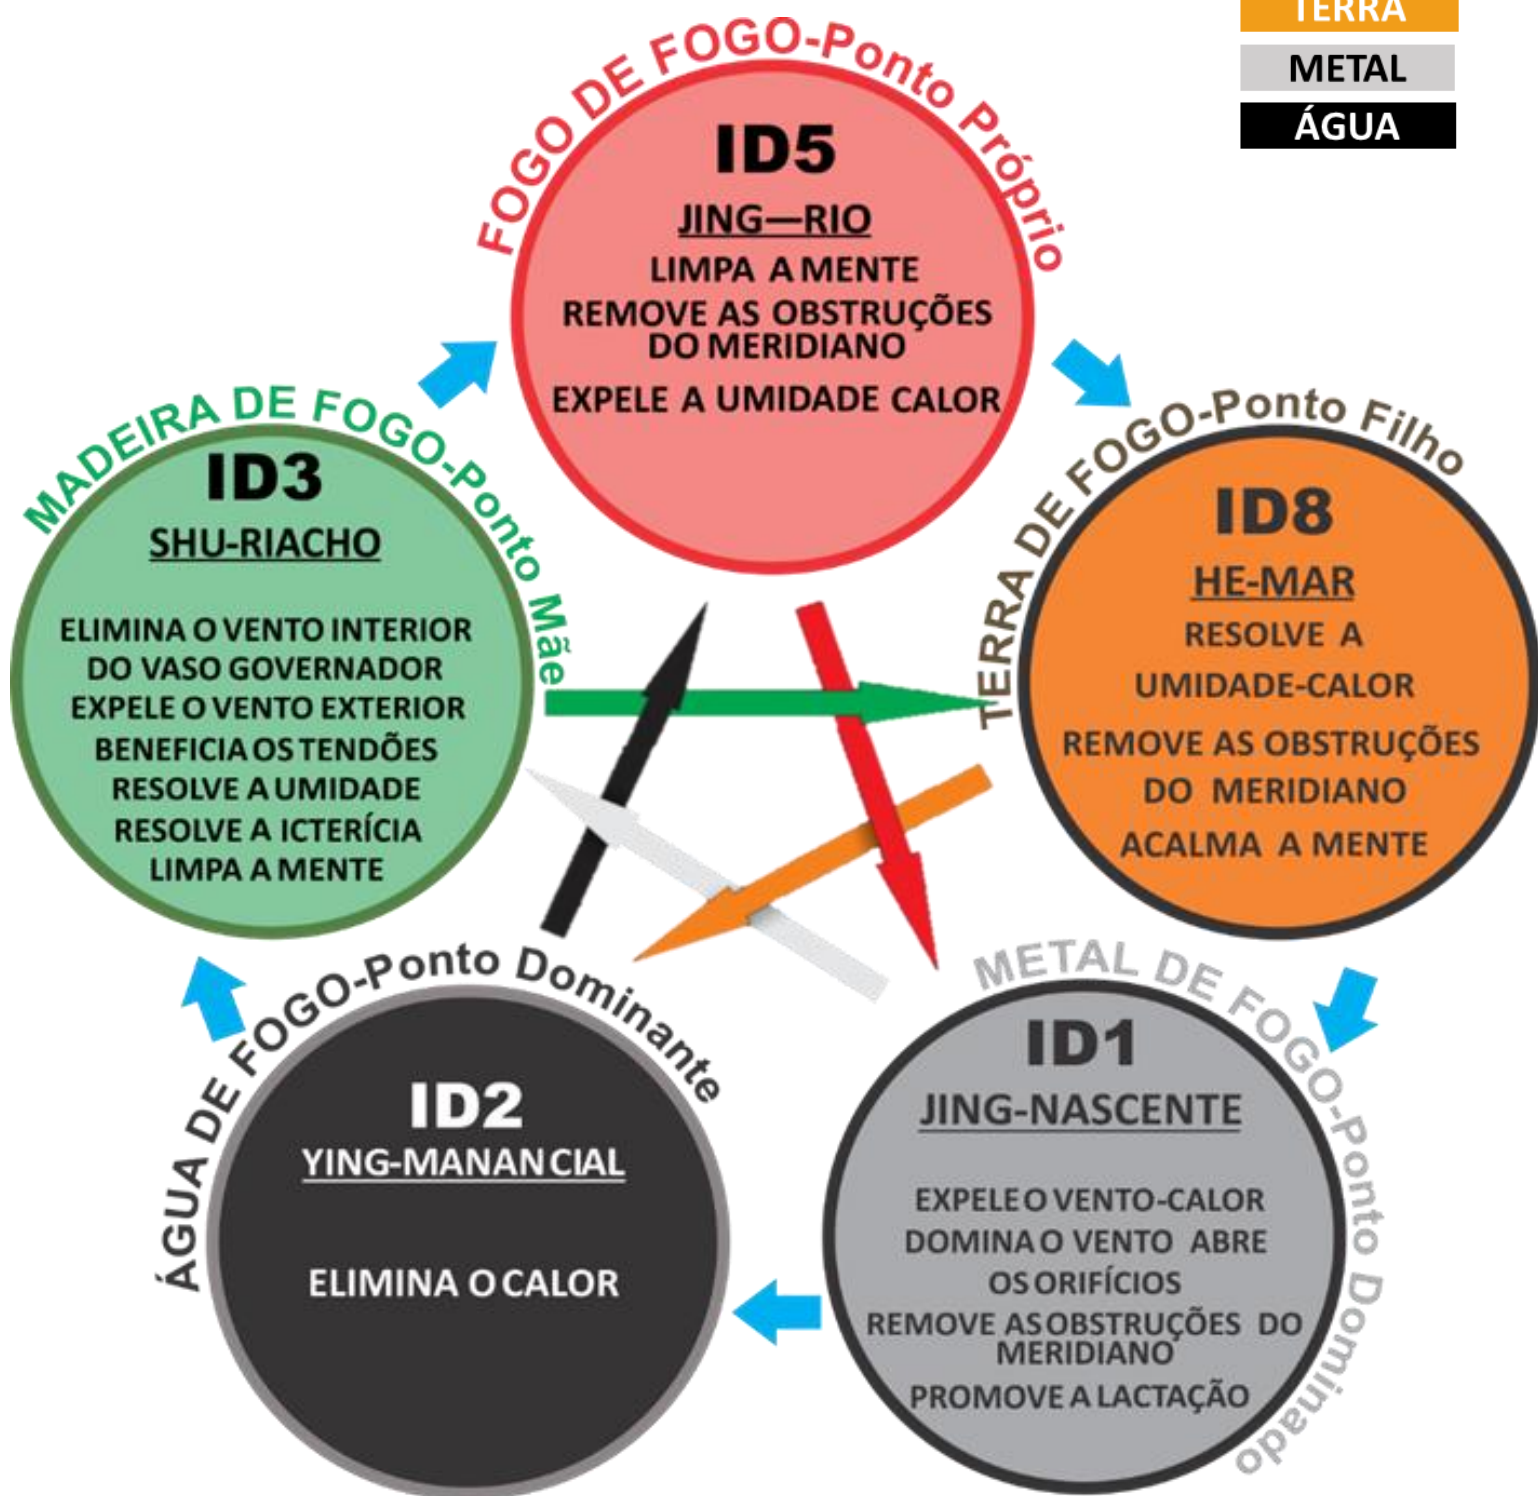 TERRA
METAL
ÁGUA
FOGO DE FOGO-Ponto Próprio
ID5
JING—RIO
LIMPA A MENTE
REMOVE AS OBSTRUÇÕES
DO MERIDIANO
EXPELE A UMIDADE CALOR
MADEIRA DE FOGO-Ponto Mãe
ID3
SHU-RIACHO
ELIMINA O VENTO INTERIOR
DO VASO GOVERNADOR
EXPELE O VENTO EXTERIOR
BENEFICIA OS TENDÕES
RESOLVE A UMIDADE
RESOLVE A ICTERÍCIA
LIMPA A MENTE
TERRA DE FOGO-Ponto Filho
ID8
HE-MAR
RESOLVE A
UMIDADE-CALOR
REMOVE AS OBSTRUÇÕES
DO MERIDIANO
ACALMA A MENTE
ÁGUA DE FOGO-Ponto Dominante
ID2
YING-MANANCIAL
ELIMINA O CALOR
METAL DE FOGO-Ponto Dominado
ID1
JING-NASCENTE
EXPELE O VENTO-CALOR
DOMINA O VENTO ABRE
OS ORIFÍCIOS
REMOVE AS OBSTRUÇÕES DO
MERIDIANO
PROMOVE A LACTAÇÃO